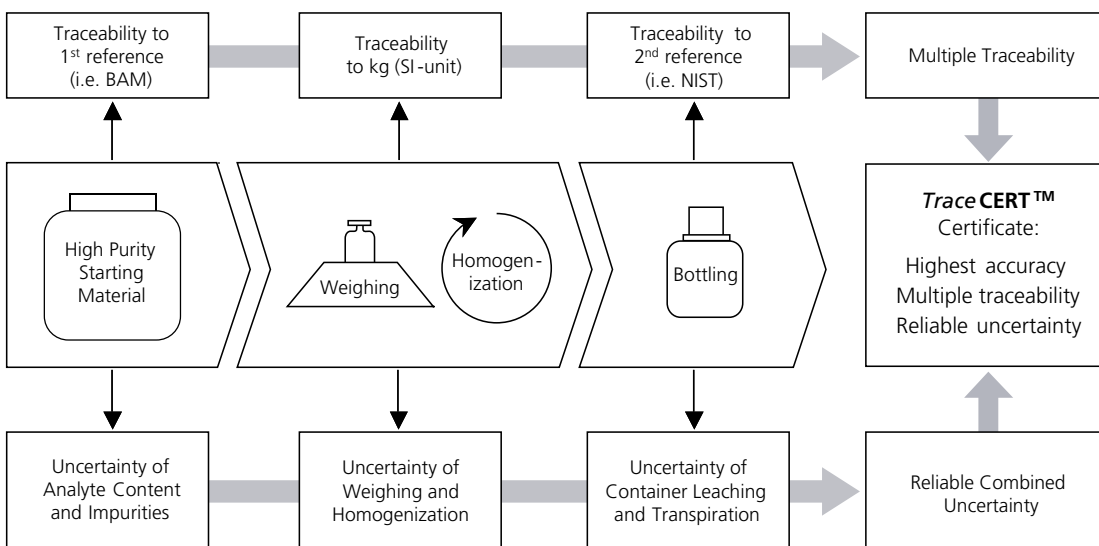 Traceability to
1st reference
(i.e. BAM)
Traceability
to kg (SI-unit)
Traceability to
2nd reference
(i.e. NIST)
Multiple Traceability
High Purity
Starting
Material
Weighing
Homogen-
ization
Bottling
TraceCERT™
Certificate:
Highest accuracy
Multiple traceability
Reliable uncertainty
Uncertainty of
Analyte Content
and Impurities
Uncertainty of
Weighing and
Homogenization
Uncertainty of
Container Leaching
and Transpiration
Reliable Combined
Uncertainty